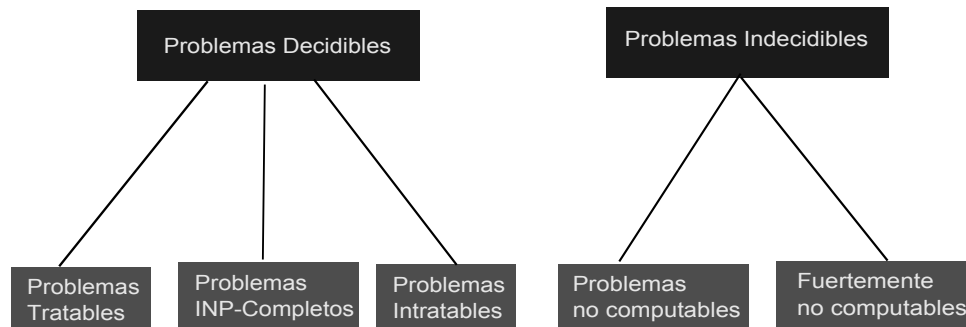 Problemas Decidibles
Problemas Indecidibles
Problemas
Tratables
Problemas
INP-Completos
Problemas
Intratables
Problemas
no computables
Fuertemente
no computables